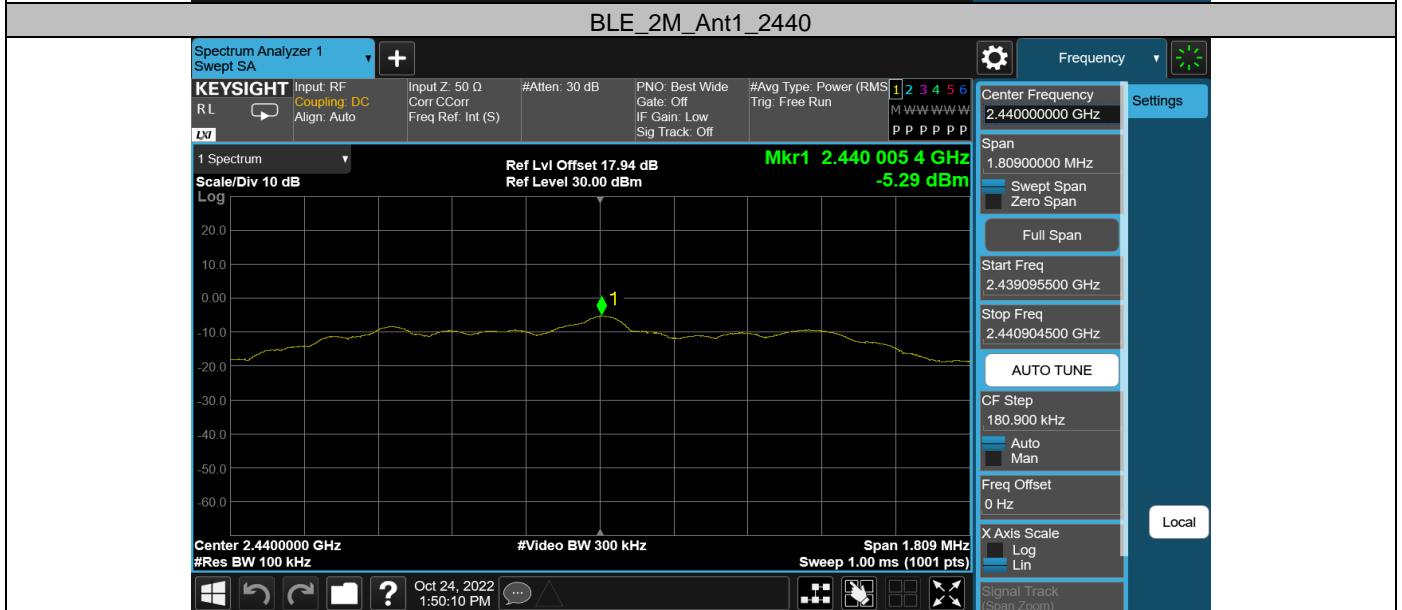 BLE_2M_Ant1_2440
Spectrum Analyzer 1
Swept SA
+
Frequency
KEYSIGHT
RL
LXI
Input: RF
Coupling: DC
Align: Auto
Input Z: 50 Ω
Corr CCorr
Freq Ref: Int (S)
#Atten: 30 dB
PNO: Best Wide
Gate: Off
IF Gain: Low
Sig Track: Off
#Avg Type: Power (RMS
Trig: Free Run
1 2 3 4 5 6
M W W W W W
P P P P P P
1 Spectrum
Scale/Div 10 dB
Ref Lvl Offset 17.94 dB
Ref Level 30.00 dBm
Mkr1 2.440 005 4 GHz
-5.29 dBm
Log
20.0
10.0
0.00
-10.0
-20.0
-30.0
-40.0
-50.0
-60.0
1
Center 2.4400000 GHz
#Res BW 100 kHz
#Video BW 300 kHz
Span 1.809 MHz
Sweep 1.00 ms (1001 pts)
Center Frequency
2.440000000 GHz
Span
1.80900000 MHz
Swept Span
Zero Span
Full Span
Start Freq
2.439095500 GHz
Stop Freq
2.440904500 GHz
AUTO TUNE
CF Step
180.900 kHz
Auto
Man
Freq Offset
0 Hz
X Axis Scale
Log
Lin
Signal Track
(Span Zoom)
Settings
Local
?
Oct 24, 2022
1:50:10 PM